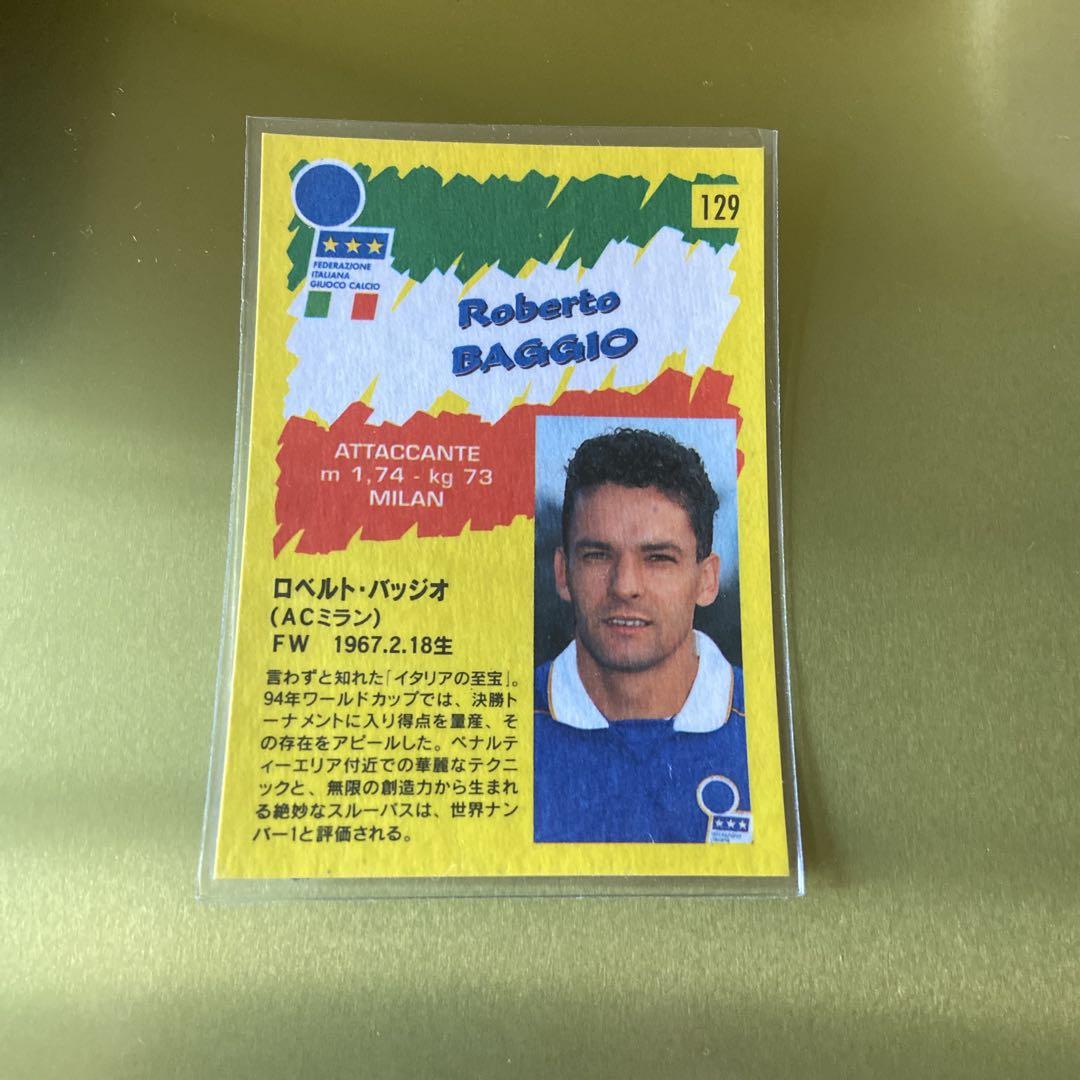 129
FEDERAZIONE
ITALIANA
GIUOCO CALCIO
Roberto
BAGGIO
ATTACCANTE
m 1,74 - kg 73
MILAN
ロベルト・バッジオ
(ACミラン)
FW 1967.2.18生
言わずと知れた「イタリアの至宝」。
94年ワールドカップでは、決勝ト
ーナメントに入り得点を量産、そ
の存在をアピールした。ペナルテ
ィーエリア付近での華麗なテクニ
ックと、無限の創造力から生まれ
る絶妙なスルーパスは、世界ナン
バー1と評価される。